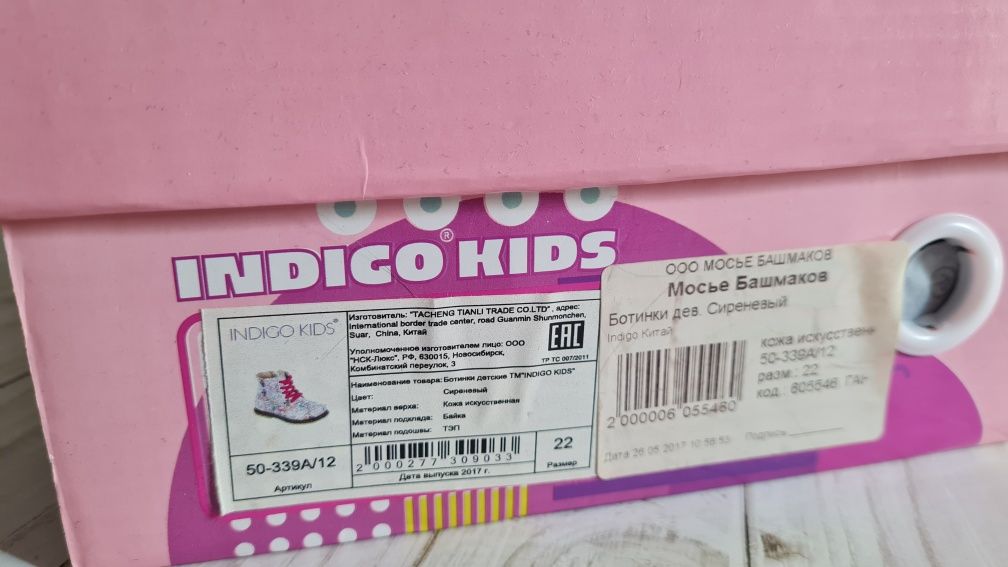 INDIGO® KIDS
INDIGO KIDS®
Изготовитель: "TACHENG TIANLI TRADE CO.LTD", адрес:
International border trade center, road Guanmin Shunmonchen,
Suar, China, Китай
Уполномоченное изготовителем лицо: ООО
"НСК-Люкс", РФ, 630015, Новосибирск,
Комбинатский переулок, 3
EAC
ТР ТС 007/2011
Наименование товара: Ботинки детские ТМ"INDIGO KIDS"
Цвет: Сиреневый
Материал верха: Кожа искусственная
Материал подклада: Байка
Материал подошвы: ТЭП
50-339A/12
Артикул
2 000277 309033
Дата выпуска 2017 г.
22
Размер
ООО МОСЬЕ БАШМАКОВ
Мосье Башмаков
Ботинки дев. Сиреневый
Indigo Китай
кожа искусственн
50-339А/12
разм.: 22
код.: 605546
2 000006 055460
Дата 26.05.2017 10:56:53
Подпись